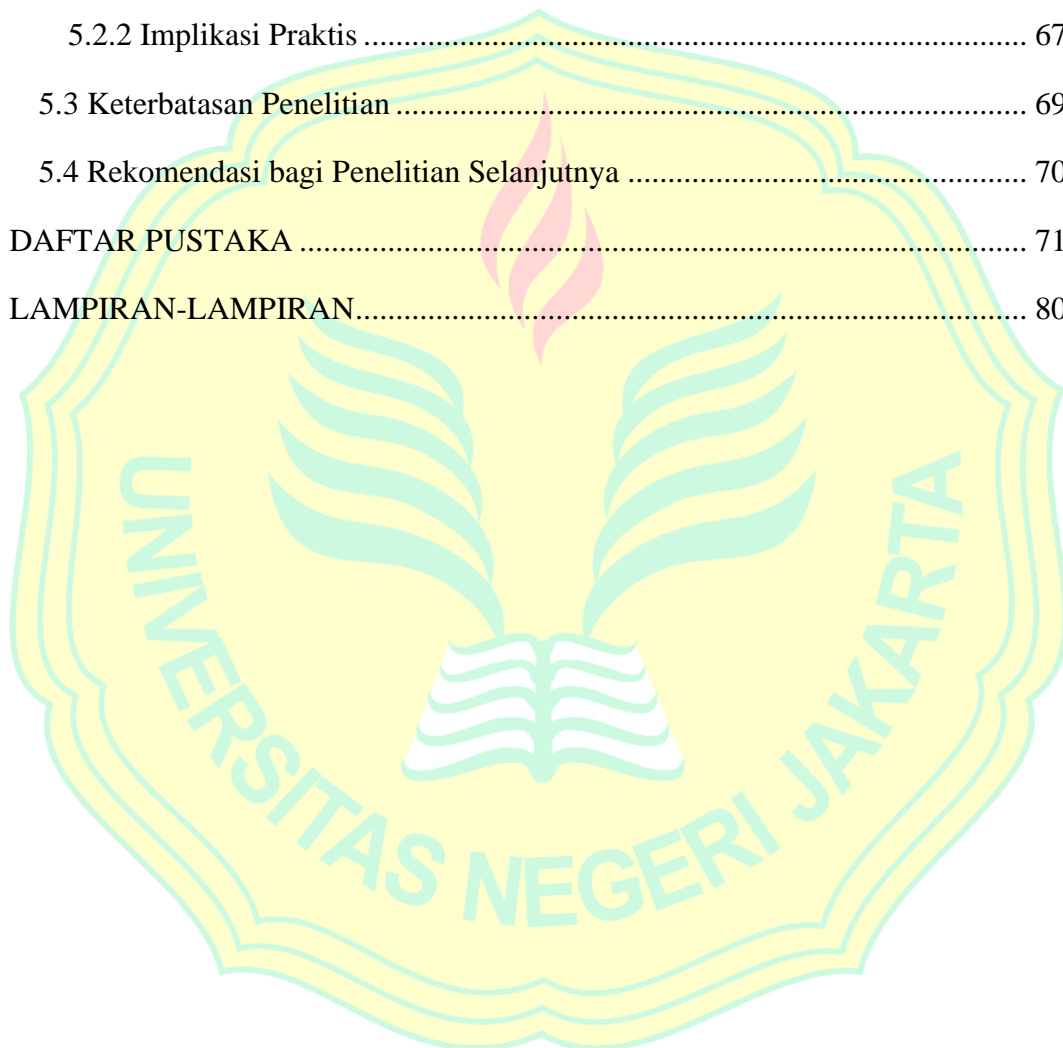 5.2.2 Implikasi Praktis ........................................................................................ 67
5.3 Keterbatasan Penelitian .................................................................................... 69
5.4 Rekomendasi bagi Penelitian Selanjutnya ..................................................... 70
DAFTAR PUSTAKA ................................................................................................ 71
LAMPIRAN-LAMPIRAN......................................................................................... 80
UNIVERSITAS NEGERI JAKARTA